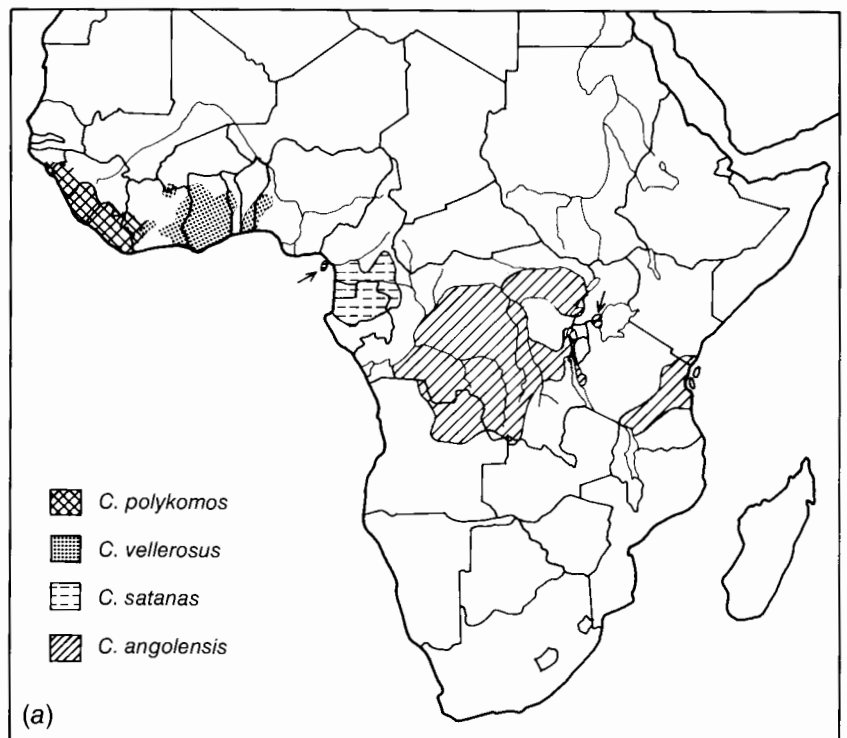 C. polykomos
C. vellerosus
C. satanas
C. angolensis
(a)